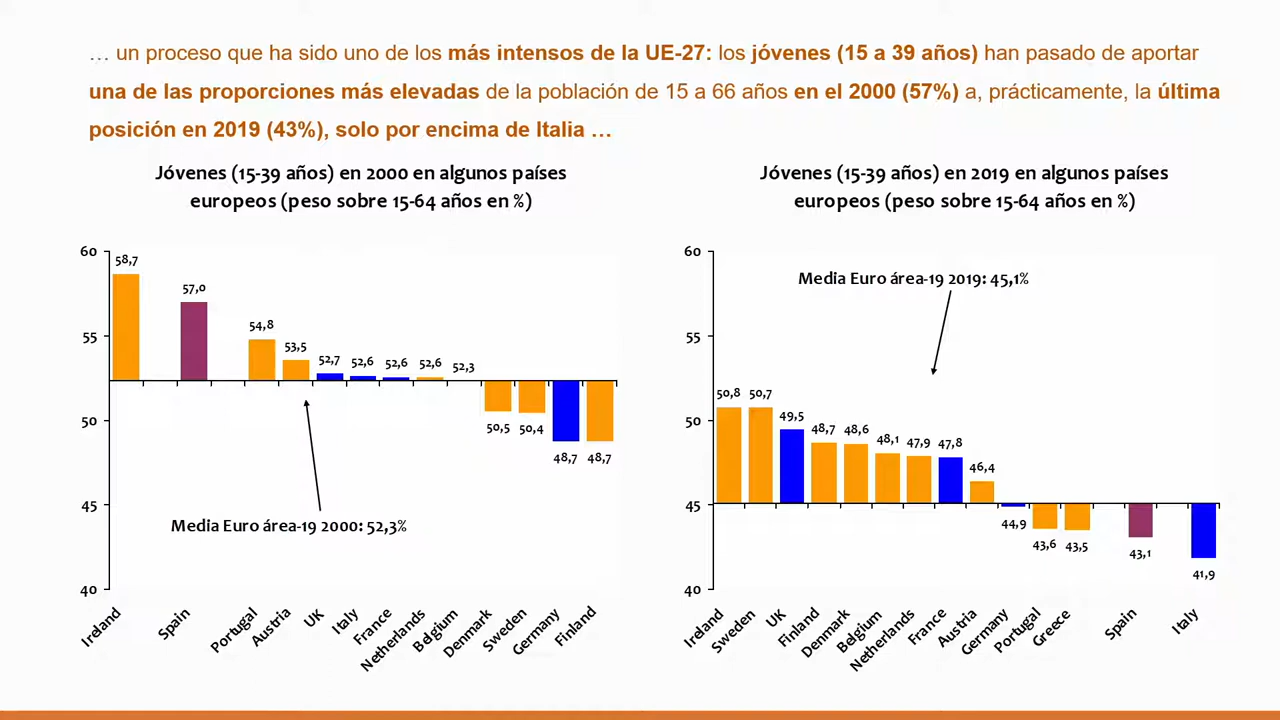 … un proceso que ha sido uno de los más intensos de la UE-27: los jóvenes (15 a 39 años) han pasado de aportar
una de las proporciones más elevadas de la población de 15 a 66 años en el 2000 (57%) a, prácticamente, la última
posición en 2019 (43%), solo por encima de Italia …
Jóvenes (15-39 años) en 2000 en algunos países
europeos (peso sobre 15-64 años en %)
60
55
50
45
40
58,7
57,0
54,8
53,5
52,7
52,6
52,6
52,6
52,3
50,5
50,4
48,7
48,7
Media Euro área-19 2000: 52,3%
Ireland
Spain
Portugal
Austria
UK
Italy
France
Netherlands
Belgium
Denmark
Sweden
Germany
Finland
Jóvenes (15-39 años) en 2019 en algunos países
europeos (peso sobre 15-64 años en %)
60
55
50
45
40
Media Euro área-19 2019: 45,1%
50,8
50,7
49,5
48,7
48,6
48,1
47,9
47,8
46,4
44,9
43,6
43,5
43,1
41,9
Ireland
Sweden
UK
Finland
Denmark
Belgium
Netherlands
France
Austria
Germany
Portugal
Greece
Spain
Italy